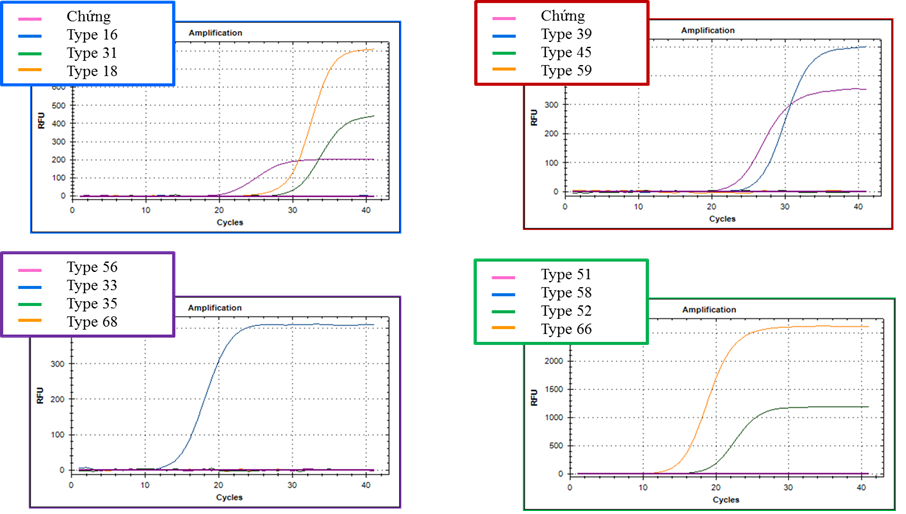 Chứng
Type 16
Type 31
Type 18
Amplification
600
500
400
300
200
100
0
RFU
0 10 20 30 40
Cycles
Chứng
Type 39
Type 45
Type 59
Amplification
300
200
100
0
RFU
0 10 20 30 40
Cycles
Type 56
Type 33
Type 35
Type 68
Amplification
300
200
100
0
RFU
0 10 20 30 40
Cycles
Type 51
Type 58
Type 52
Type 66
Amplification
2000
1500
1000
500
0
RFU
0 10 20 30 40
Cycles